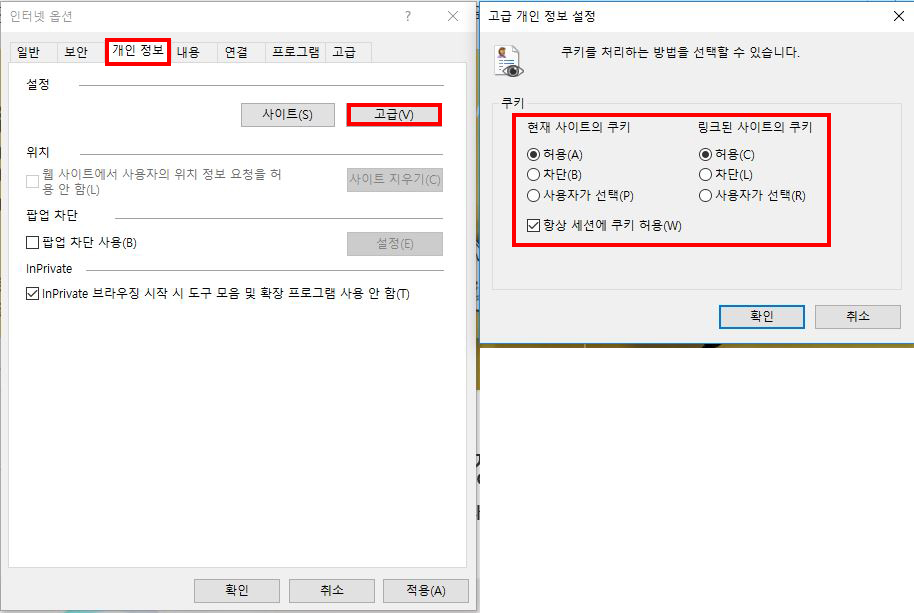 인터넷 옵션
?
일반 보안 개인 정보 내용 연결 프로그램 고급
설정
사이트(S) 고급(V)
위치
웹 사이트에서 사용자의 위치 정보 요청을 허
용 안 함(L)
사이트 지우기(C)
팝업 차단
팝업 차단 사용(B)
설정(E)
InPrivate
InPrivate 브라우징 시작 시 도구 모음 및 확장 프로그램 사용 안 함(T)
확인 취소 적용(A)
고급 개인 정보 설정
쿠키를 처리하는 방법을 선택할 수 있습니다.
쿠키
현재 사이트의 쿠키 링크된 사이트의 쿠키
허용(A) 허용(C)
차단(B) 차단(L)
사용자가 선택(P) 사용자가 선택(R)
항상 세션에 쿠키 허용(W)
확인 취소